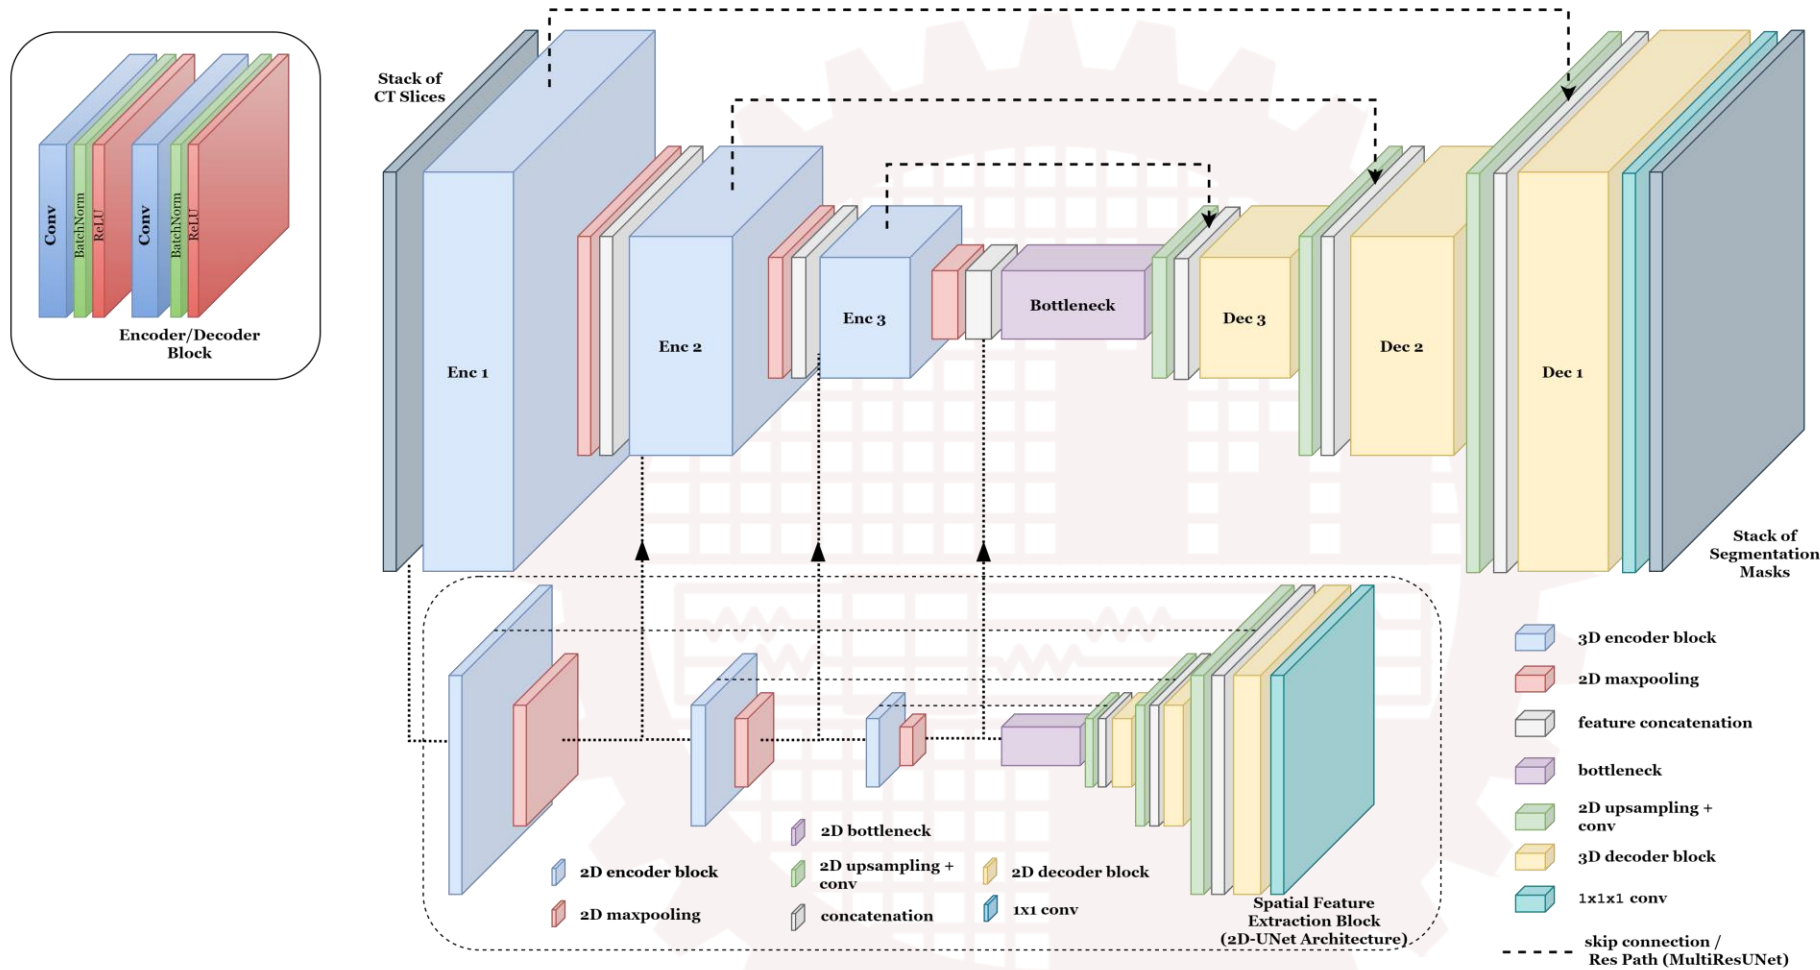 Conv
BatchNorm
ReLU
Conv
BatchNorm
ReLU
Encoder/Decoder
Block
Stack of
CT Slices
Enc 1
Enc 2
Enc 3
Bottleneck
Dec 3
Dec 2
Dec 1
Stack of
Segmentation
Masks
2D encoder block
2D maxpooling
2D bottleneck
2D upsampling +
conv
concatenation
2D decoder block
1x1 conv
Spatial Feature
Extraction Block
(2D-UNet Architecture)
3D encoder block
2D maxpooling
feature concatenation
bottleneck
2D upsampling +
conv
3D decoder block
1x1x1 conv
skip connection /
Res Path (MultiResUNet)